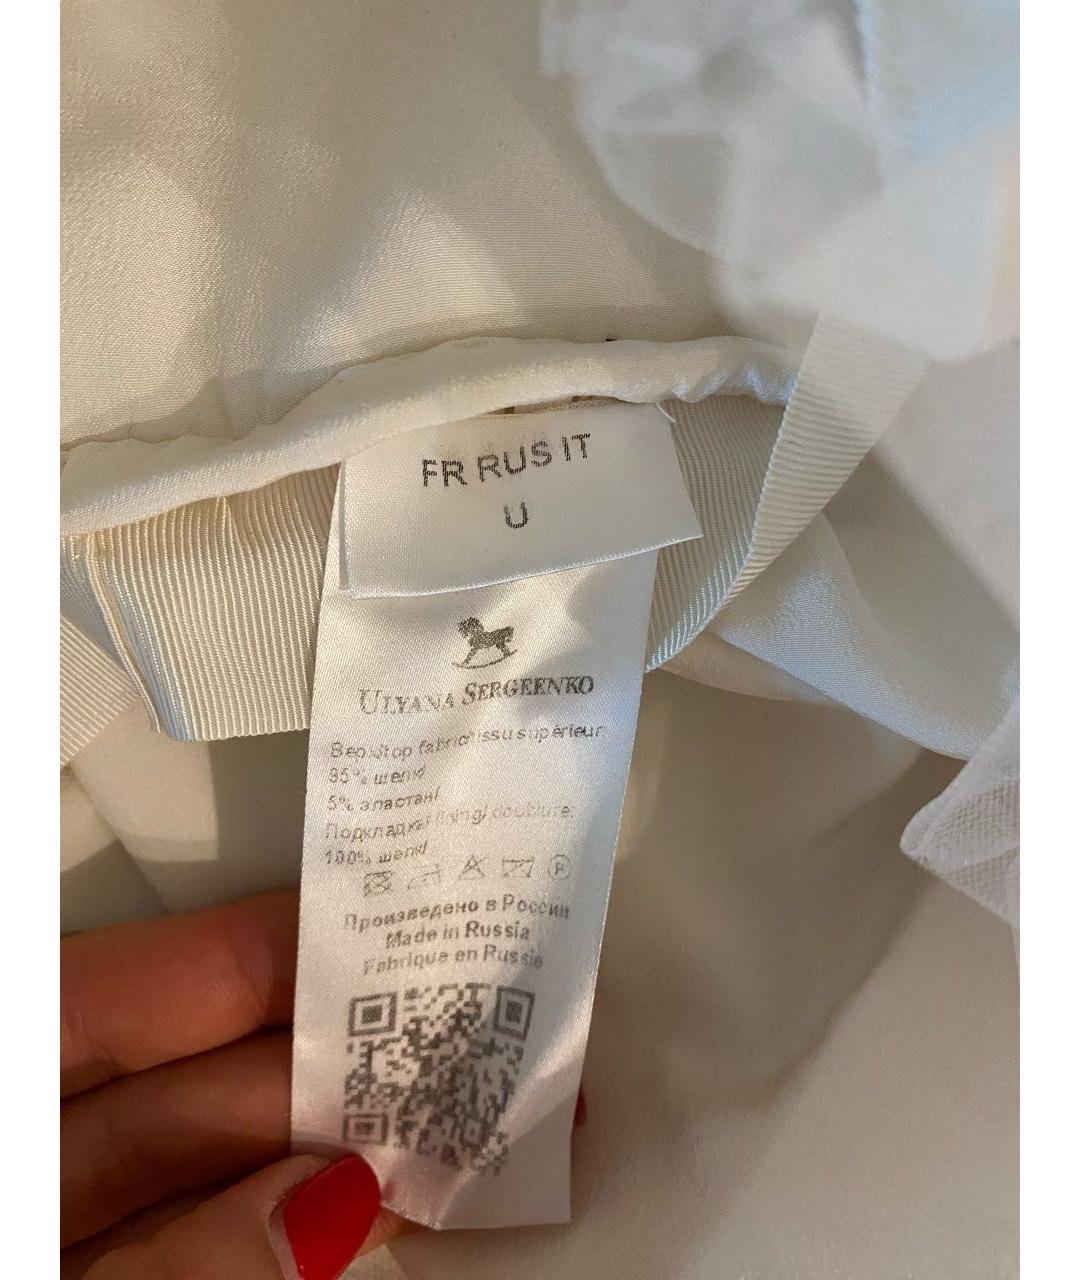 FR RUS IT
U
ULYANA SERGEENKO
Верх/top fabric/tissu supérieur
95% шелк/
5% эластан/
Подкладка/ lining/ doublure:
100% шелк/
Произведено в России
Made in Russia
Fabrique en Russie